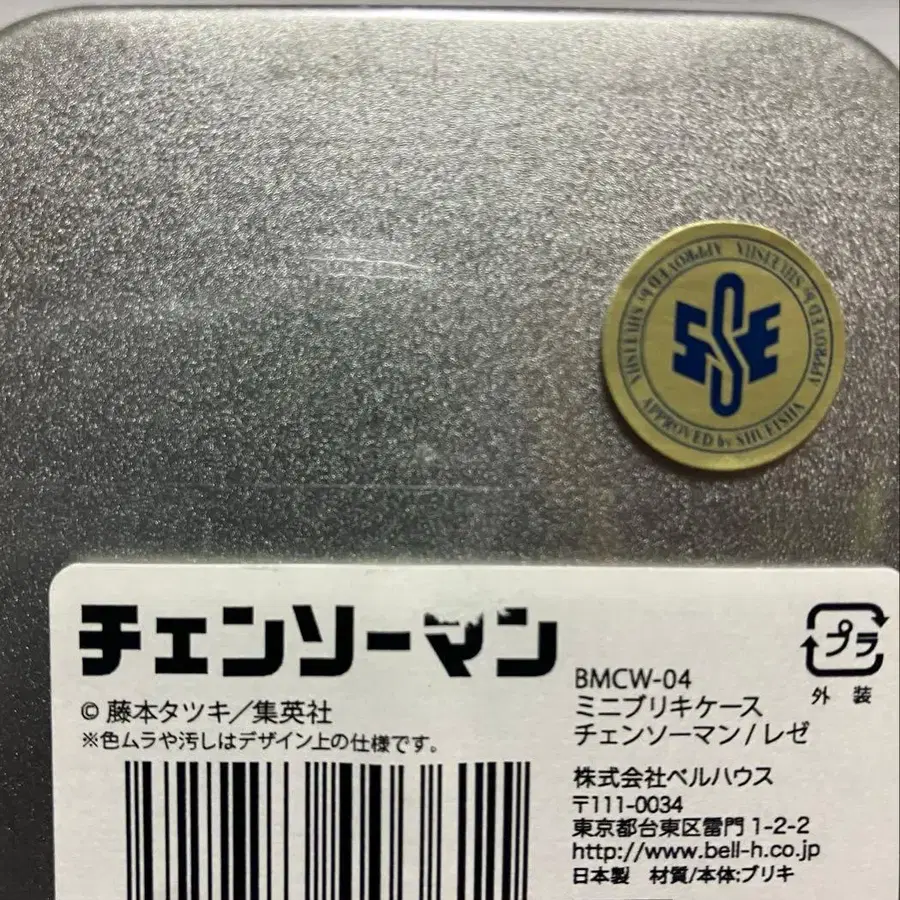 APPROVED by SHUEISHA APPROVED by SHUEISHA APPROVED by SHUEISHA
SSE
チェンソーマン
© 藤本タツキ／集英社
※色ムラや汚しはデザイン上の仕様です。
プラ
外 装
BMCW-04
ミニブリキケース
チェンソーマン/レゼ
株式会社ベルハウス
〒111-0034
東京都台東区雷門 1-2-2
http://www.bell-h.co.jp
日本製 材質/本体:ブリキ